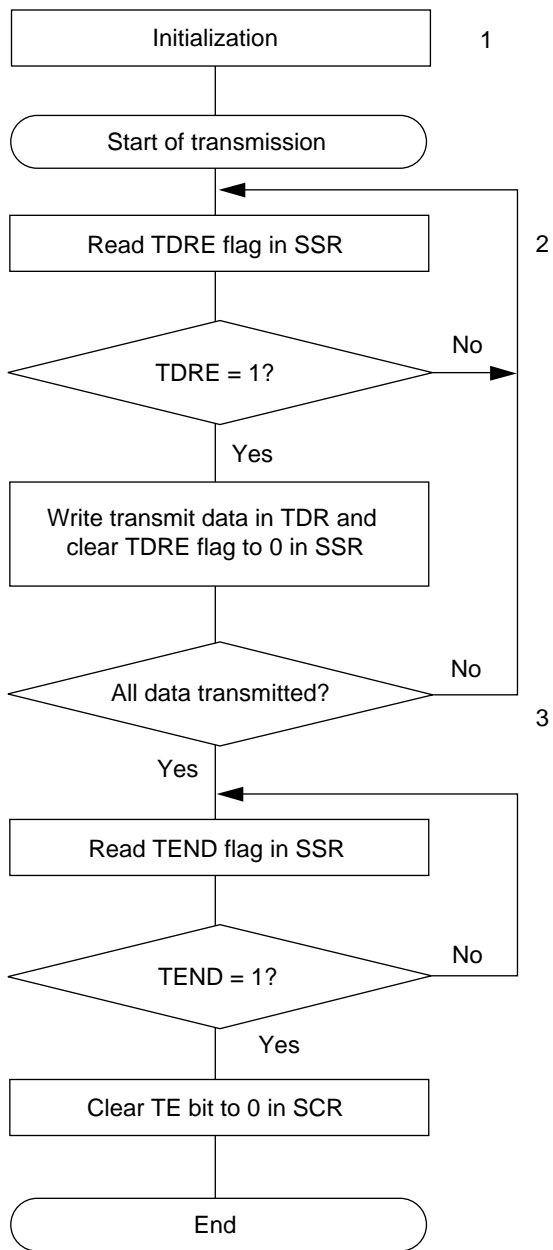 Initialization
1
Start of transmission
Read TDRE flag in SSR
2
TDRE = 1?
No
Yes
Write transmit data in TDR and
clear TDRE flag to 0 in SSR
All data transmitted?
No
3
Yes
Read TEND flag in SSR
TEND = 1?
No
Yes
Clear TE bit to 0 in SCR
End